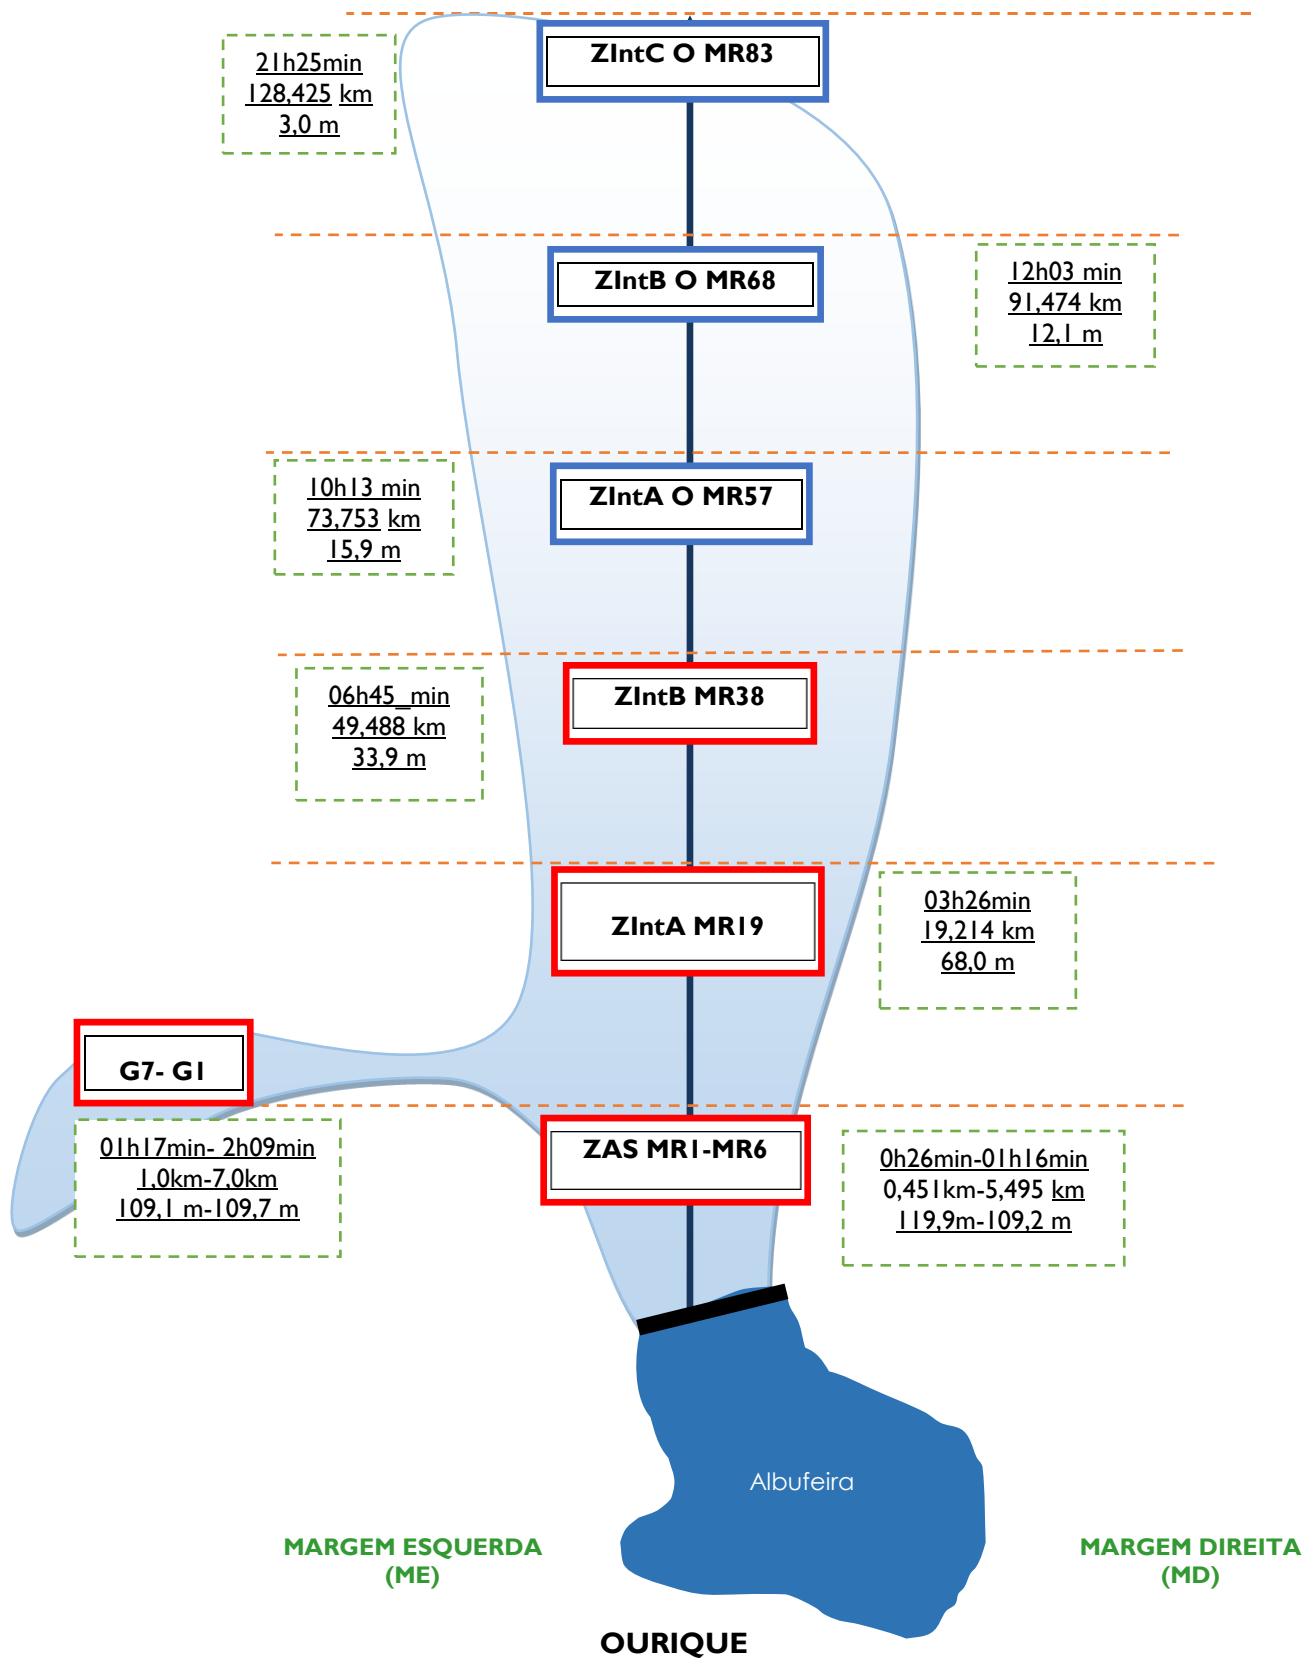 ZIntC O MR83
21h25min
128,425 km
3,0 m
ZIntB O MR68
12h03 min
91,474 km
12,1 m
ZIntA O MR57
10h13 min
73,753 km
15,9 m
ZIntB MR38
06h45_min
49,488 km
33,9 m
ZIntA MR19
03h26min
19,214 km
68,0 m
G7- G1
01h17min- 2h09min
1,0km-7,0km
109,1 m-109,7 m
ZAS MR1-MR6
0h26min-01h16min
0,451km-5,495 km
119,9m-109,2 m
Albufeira
MARGEM ESQUERDA
(ME)
MARGEM DIREITA
(MD)
OURIQUE